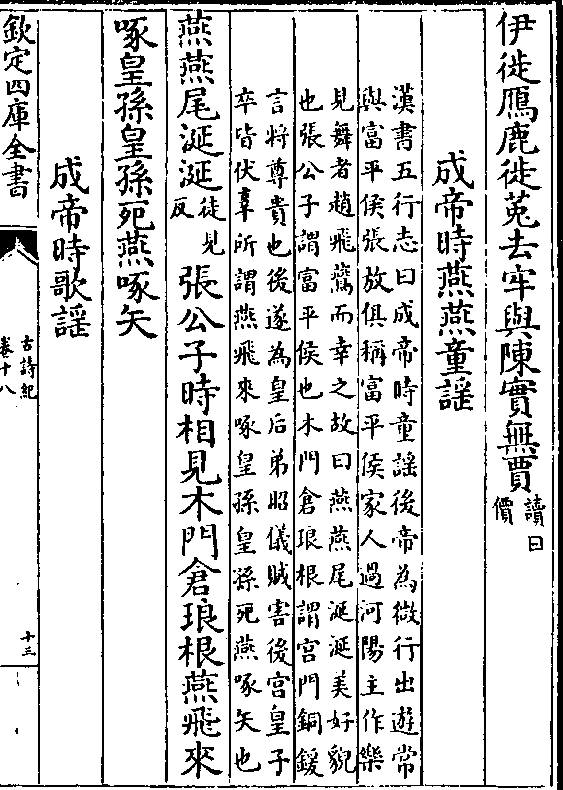 伊徙鴈鹿徙菟去牢與陳實無賈讀曰
價
成帝時燕燕童謡
漢書五行志曰成帝時童謡後帝為微行出遊常
與富平侯張放俱稱富平侯家人過河陽主作樂
見舞者趙飛鷰而幸之故曰燕燕尾涎涎美好貌
也張公子謂富平侯也木門倉琅根謂宫門銅鍰
言將尊貴也後遂為皇后弟昭儀賊害後宫皇子
卒皆伏辜所謂燕飛來啄皇孫皇孫死燕啄矢也
燕燕尾涎涎徒見
反張公子時相見木門倉琅根燕飛來
啄皇孫皇孫死燕啄矢
成帝時歌謡
欽定四庫全書
古詩紀
卷十八
十三